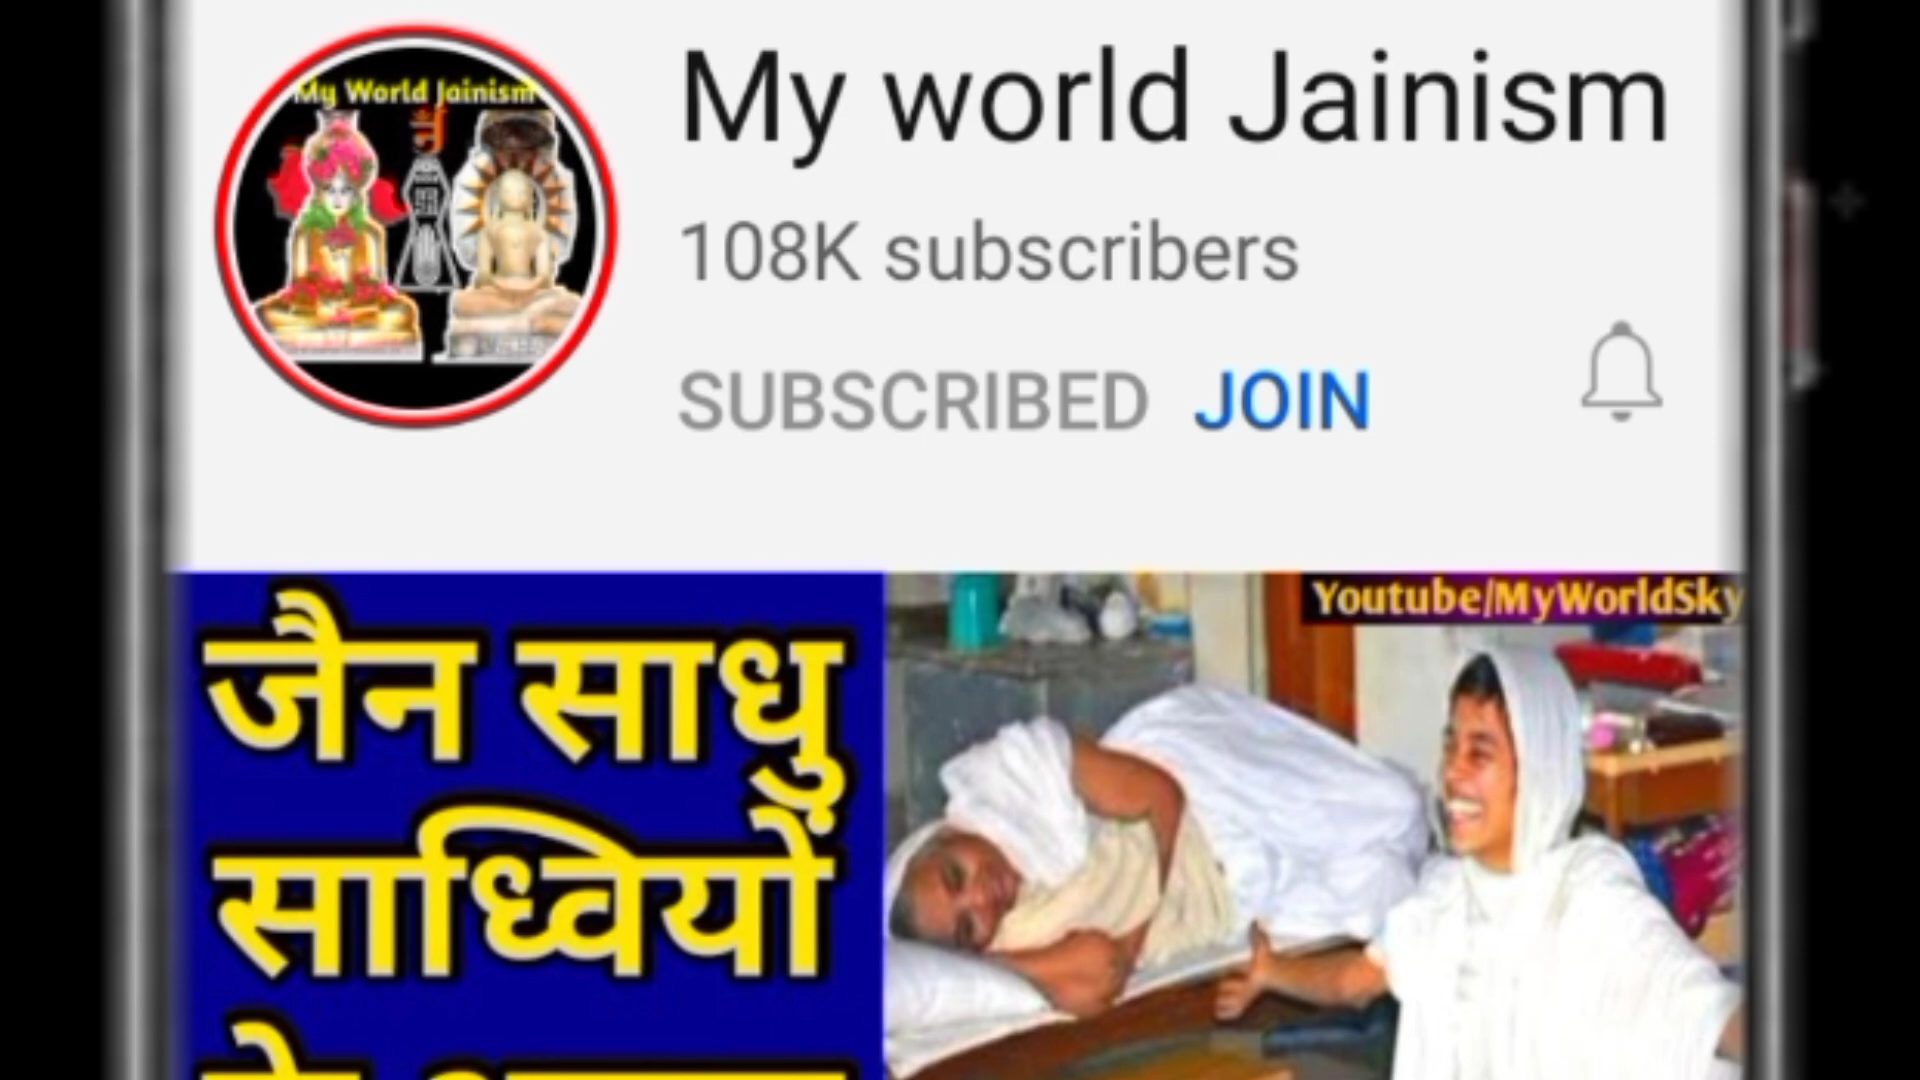 My World Jainism
My world Jainism
108K subscribers
SUBSCRIBED JOIN
Youtube/MyWorldSky
जैन साधु
साध्वियों